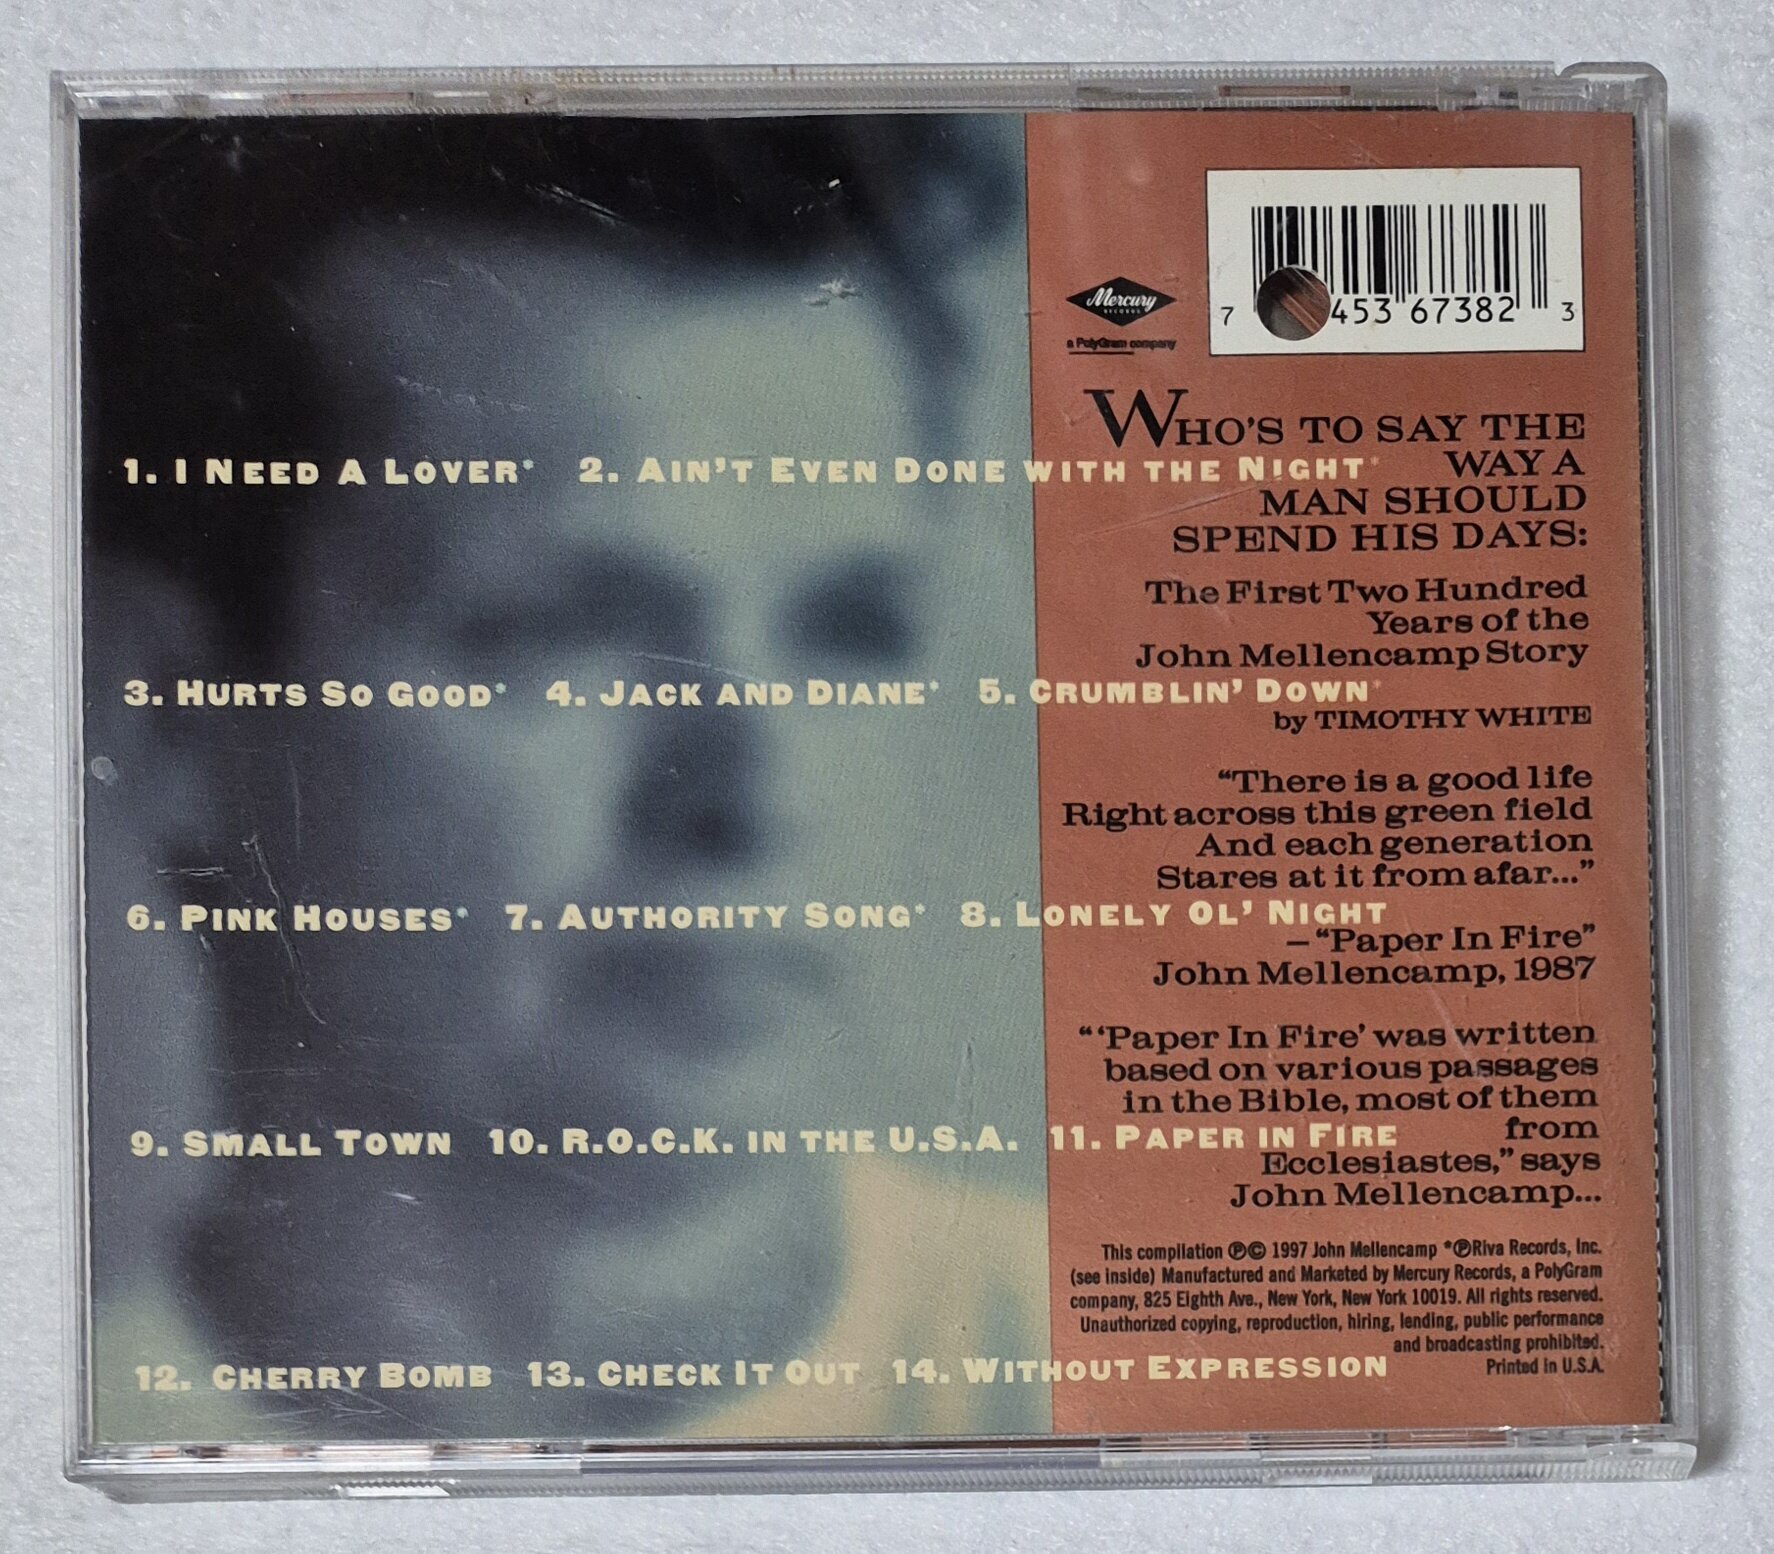 Mercury
RECORDS
a PolyGram company
7 453 67382 3
WHO'S TO SAY THE
WAY A
MAN SHOULD
SPEND HIS DAYS:
The First Two Hundred
Years of the
John Mellencamp Story
by TIMOTHY WHITE
“There is a good life
Right across this green field
And each generation
Stares at it from afar...”
– “Paper In Fire”
John Mellencamp, 1987
“ ‘Paper In Fire’ was written
based on various passages
in the Bible, most of them
from
Ecclesiastes,” says
John Mellencamp...
1. I NEED A LOVER* 2. AIN'T EVEN DONE WITH THE NIGHT*
3. HURTS SO GOOD* 4. JACK AND DIANE* 5. CRUMBLIN' DOWN*
6. PINK HOUSES* 7. AUTHORITY SONG* 8. LONELY OL' NIGHT
9. SMALL TOWN 10. R.O.C.K. IN THE U.S.A. 11. PAPER IN FIRE
12. CHERRY BOMB 13. CHECK IT OUT 14. WITHOUT EXPRESSION
This compilation ℗© 1997 John Mellencamp *℗Riva Records, Inc.
(see inside) Manufactured and Marketed by Mercury Records, a PolyGram
company, 825 Eighth Ave., New York, New York 10019. All rights reserved.
Unauthorized copying, reproduction, hiring, lending, public performance
and broadcasting prohibited.
Printed in U.S.A.